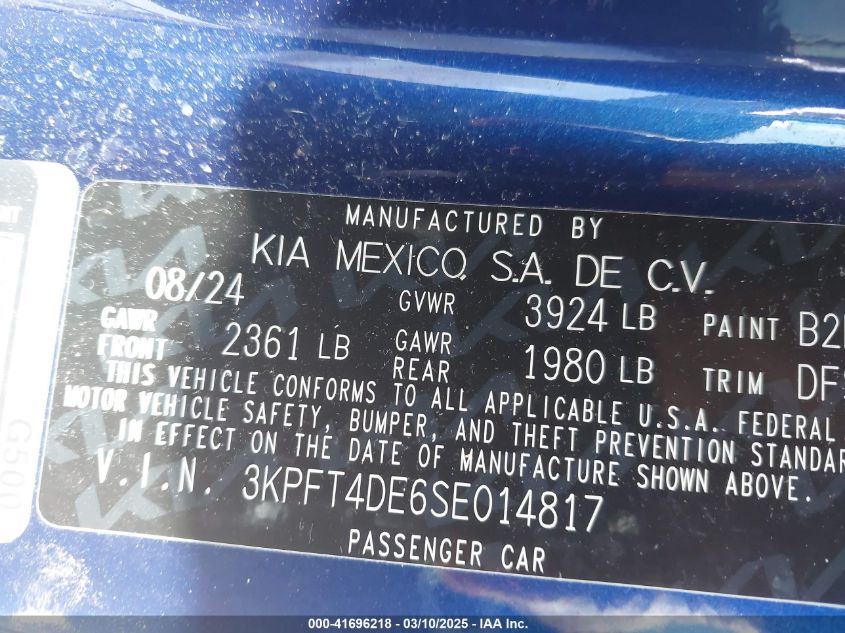 MANUFACTURED BY
KIA MEXICO, S.A. DE C.V.
08/24 GVWR 3924 LB PAINT
GAWR FRONT 2361 LB GAWR REAR 1980 LB TRIM
THIS VEHICLE CONFORMS TO ALL APPLICABLE U.S.A. FEDERAL
MOTOR VEHICLE SAFETY, BUMPER, AND THEFT PREVENTION
IN EFFECT ON THE DATE OF MANUFACTURE SHOWN ABOVE.
V.I.N. 3KPFT4DE6SE014817
PASSENGER CAR
G500
000-41696218 - 03/10/2025 - IAA Inc.